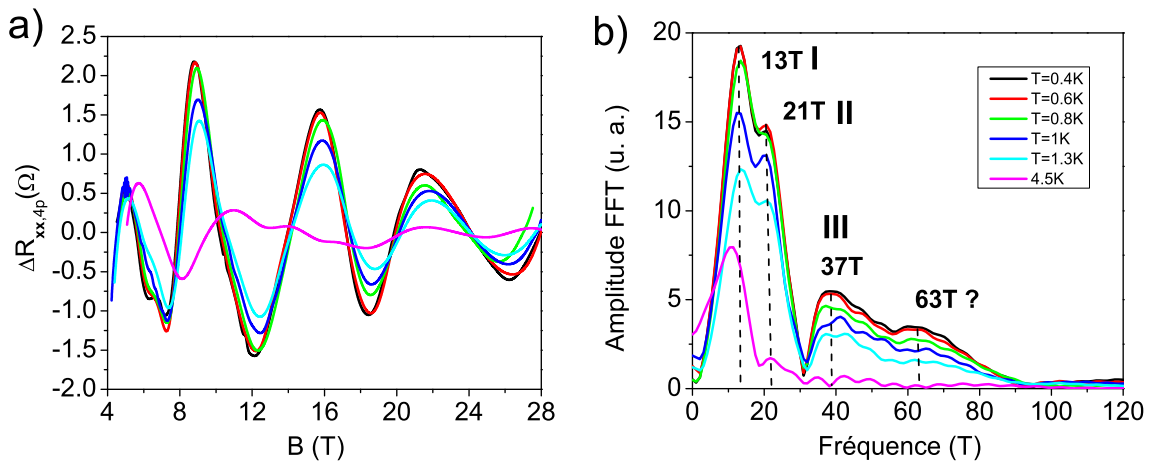 a)
2.5
2.0
1.5
1.0
0.5
0.0
-0.5
-1.0
-1.5
-2.0
ΔRxx,4p(Ω)
4 8 12 16 20 24 28
B (T)
b)
20
15
10
5
0
Amplitude FFT (u. a.)
13T I
21T II
III
37T
63T ?
T=0.4K
T=0.6K
T=0.8K
T=1K
T=1.3K
4.5K
0 20 40 60 80 100 120
Fréquence (T)